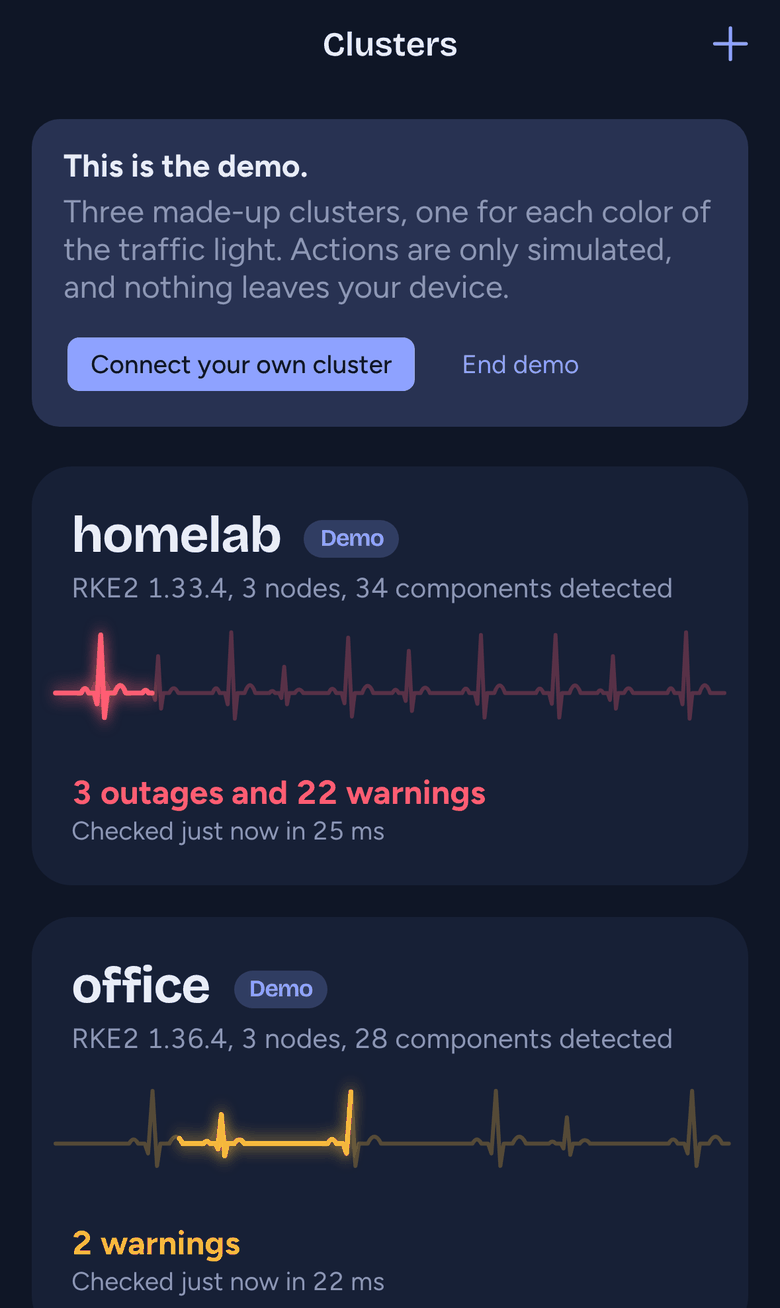 Clusters
This is the demo.
Three made-up clusters, one for each color of
the traffic light. Actions are only simulated,
and nothing leaves your device.
Connect your own cluster End demo
homelab Demo
RKE2 1.33.4, 3 nodes, 34 components detected
3 outages and 22 warnings
Checked just now in 25 ms
office Demo
RKE2 1.36.4, 3 nodes, 28 components detected
2 warnings
Checked just now in 22 ms